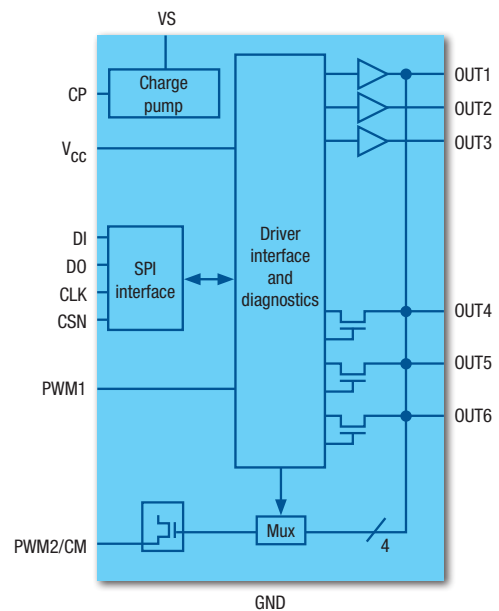 VS
Charge
pump
CP
V_CC
OUT1
OUT2
OUT3
DI
DO
CLK
CSN
SPI
interface
Driver
interface
and
diagnostics
OUT4
OUT5
OUT6
PWM1
PWM2/CM
Mux
4
GND